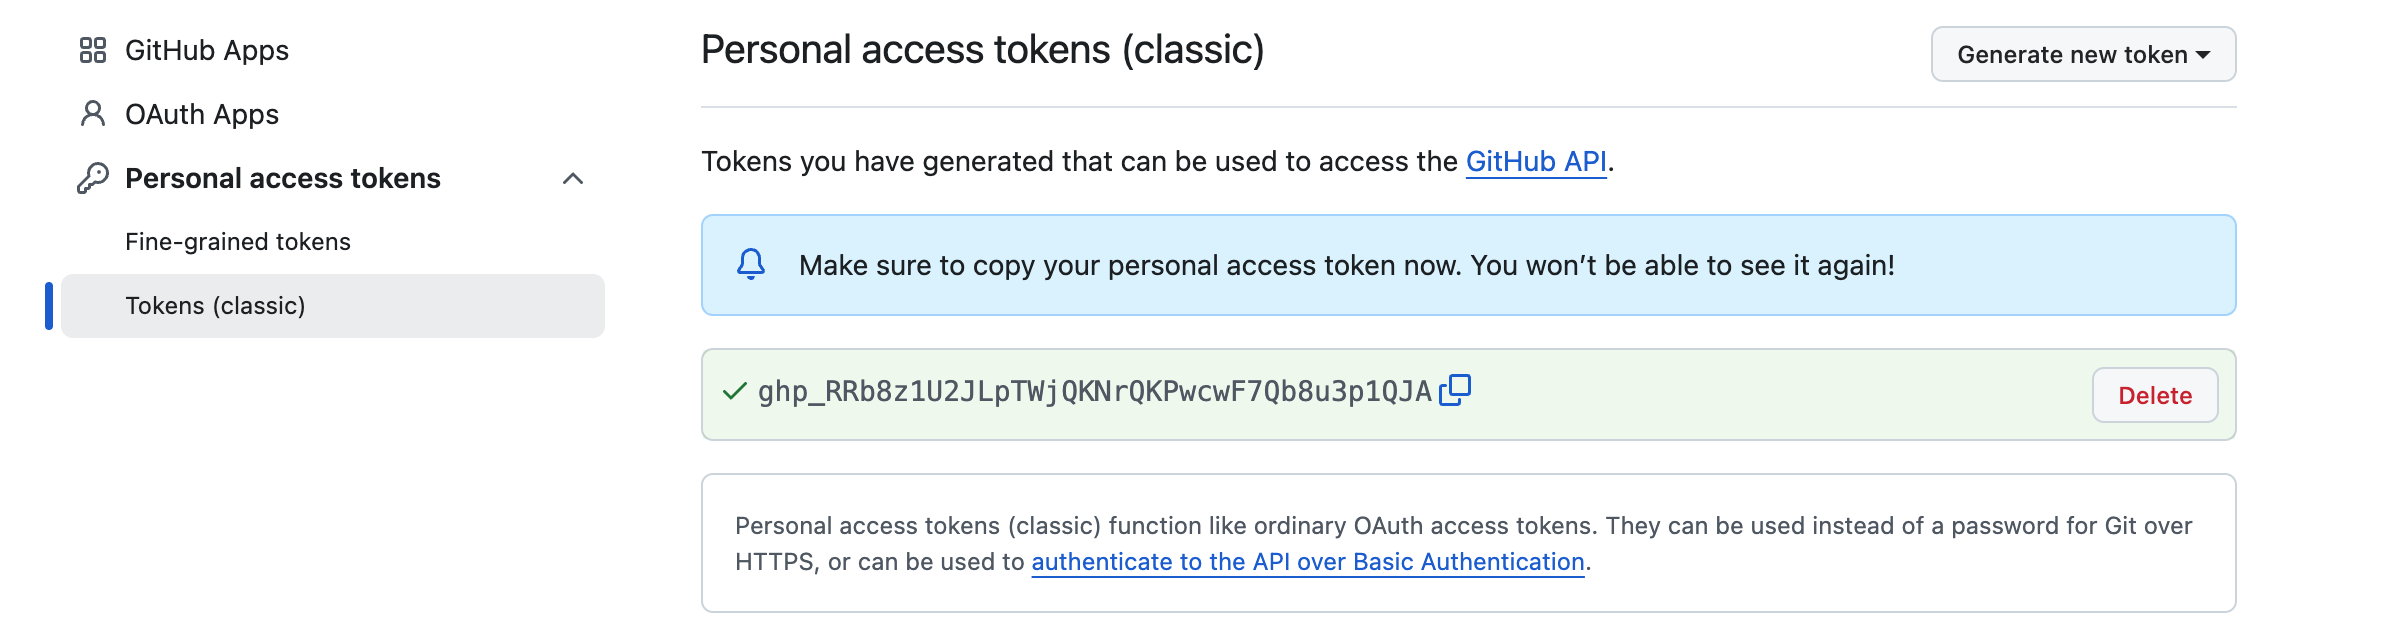 GitHub Apps
OAuth Apps
Personal access tokens
Fine-grained tokens
Tokens (classic)
Personal access tokens (classic)
Generate new token
Tokens you have generated that can be used to access the GitHub API.
Make sure to copy your personal access token now. You won’t be able to see it again!
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
Delete
Personal access tokens (classic) function like ordinary OAuth access tokens. They can be used instead of a password for Git over
HTTPS, or can be used to authenticate to the API over Basic Authentication.